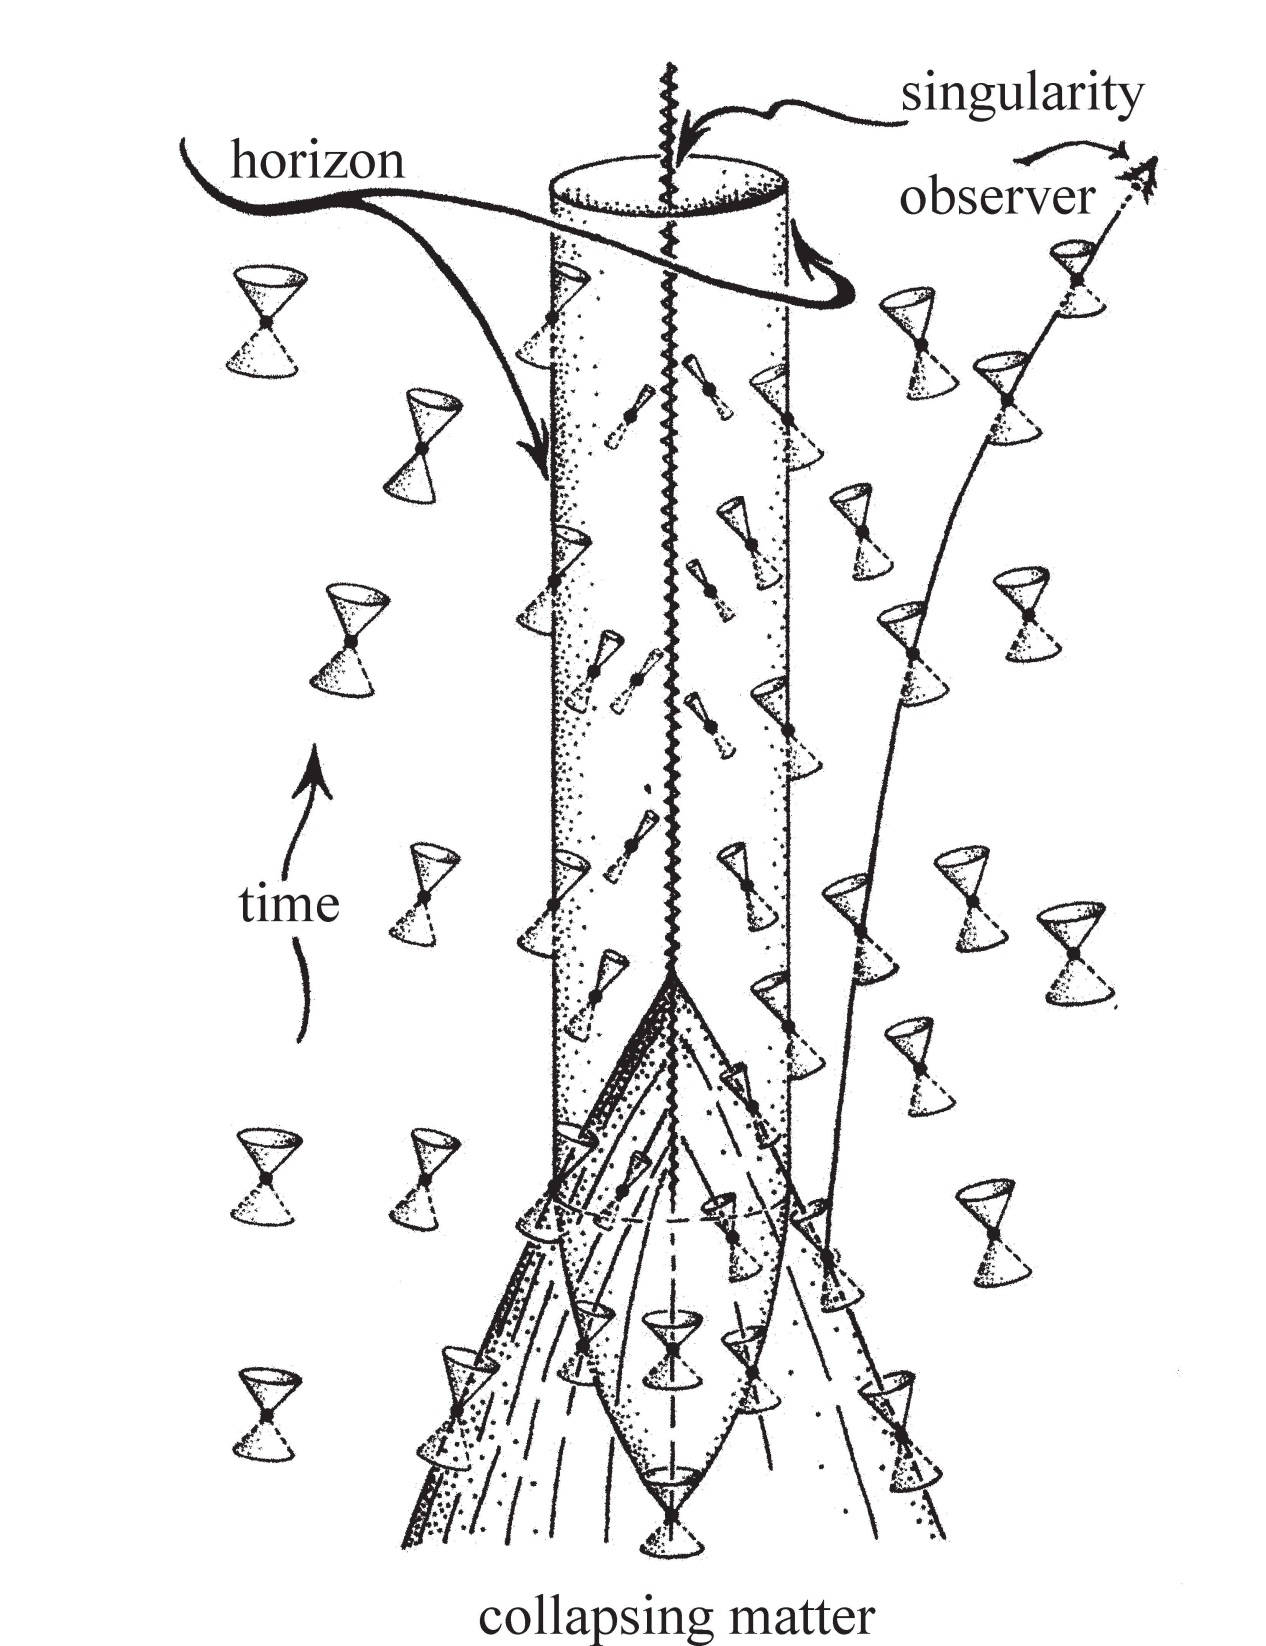 singularity
horizon
observer
time
collapsing matter